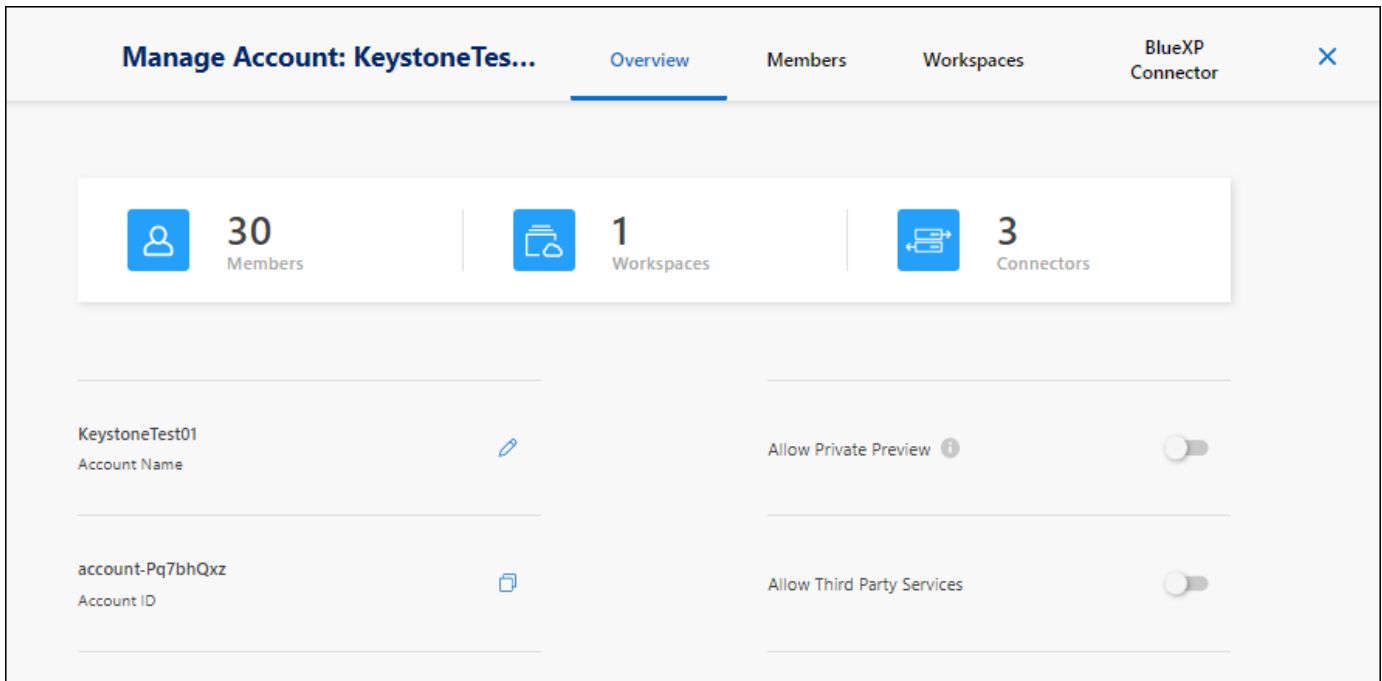 Manage Account: KeystoneTes...
Overview
Members
Workspaces
BlueXP
Connector
30
Members
1
Workspaces
3
Connectors
KeystoneTest01
Account Name
Allow Private Preview
account-Pq7bhQxz
Account ID
Allow Third Party Services